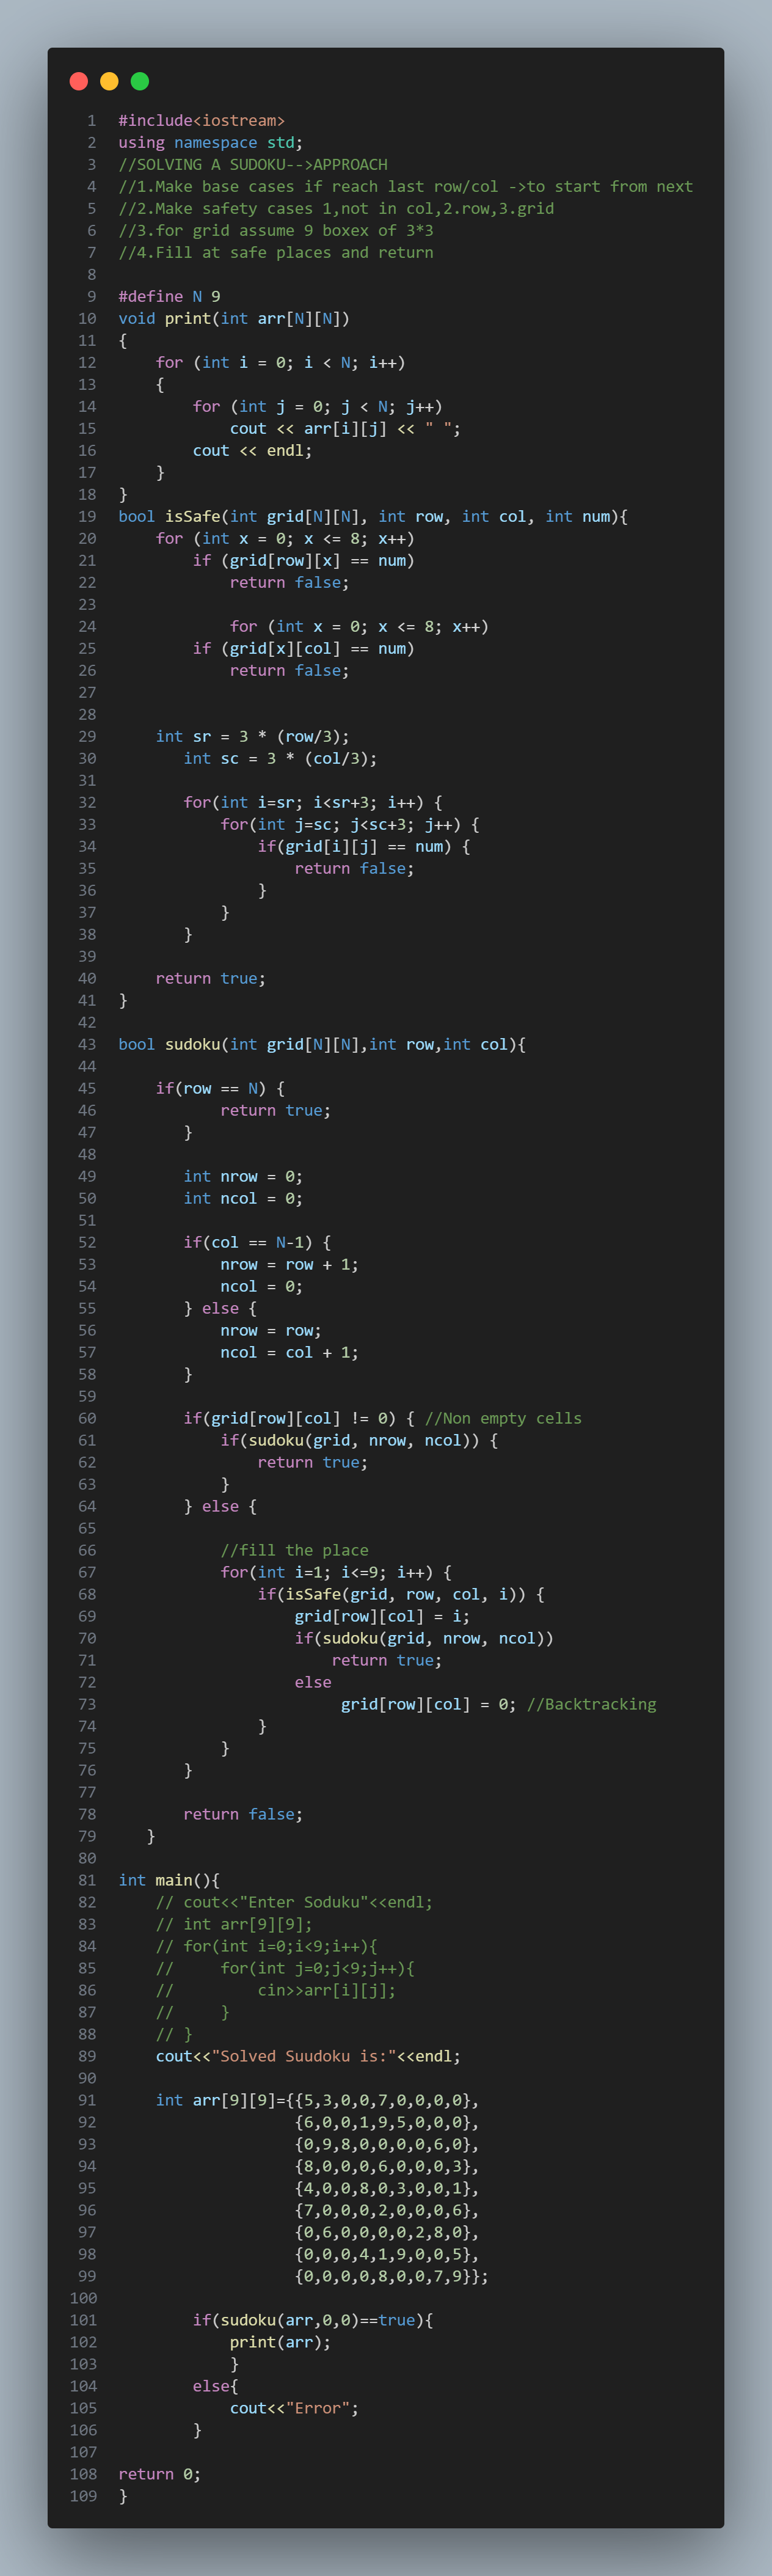 1 #include<iostream>
2 using namespace std;
3 //SOLVING A SUDOKU-->APPROACH
4 //1.Make base cases if reach last row/col ->to start from next
5 //2.Make safety cases 1,not in col,2.row,3.grid
6 //3.for grid assume 9 boxex of 3*3
7 //4.Fill at safe places and return
8
9 #define N 9
10 void print(int arr[N][N])
11 {
12     for (int i = 0; i < N; i++)
13     {
14         for (int j = 0; j < N; j++)
15             cout << arr[i][j] << " ";
16         cout << endl;
17     }
18 }
19 bool isSafe(int grid[N][N], int row, int col, int num){
20     for (int x = 0; x <= 8; x++)
21         if (grid[row][x] == num)
22             return false;
23
24             for (int x = 0; x <= 8; x++)
25         if (grid[x][col] == num)
26             return false;
27
28
29     int sr = 3 * (row/3);
30        int sc = 3 * (col/3);
31
32        for(int i=sr; i<sr+3; i++) {
33            for(int j=sc; j<sc+3; j++) {
34                if(grid[i][j] == num) {
35                    return false;
36                }
37            }
38        }
39
40     return true;
41 }
42
43 bool sudoku(int grid[N][N],int row,int col){
44
45     if(row == N) {
46            return true;
47        }
48
49        int nrow = 0;
50        int ncol = 0;
51
52        if(col == N-1) {
53            nrow = row + 1;
54            ncol = 0;
55        } else {
56            nrow = row;
57            ncol = col + 1;
58        }
59
60        if(grid[row][col] != 0) { //Non empty cells
61            if(sudoku(grid, nrow, ncol)) {
62                return true;
63            }
64        } else {
65
66            //fill the place
67            for(int i=1; i<=9; i++) {
68                if(isSafe(grid, row, col, i)) {
69                    grid[row][col] = i;
70                    if(sudoku(grid, nrow, ncol))
71                        return true;
72                    else
73                         grid[row][col] = 0; //Backtracking
74                }
75            }
76        }
77
78        return false;
79    }
80
81 int main(){
82     // cout<<"Enter Soduku"<<endl;
83     // int arr[9][9];
84     // for(int i=0;i<9;i++){
85     //     for(int j=0;j<9;j++){
86     //         cin>>arr[i][j];
87     //     }
88     // }
89     cout<<"Solved Suudoku is:"<<endl;
90
91     int arr[9][9]={{5,3,0,0,7,0,0,0,0},
92                    {6,0,0,1,9,5,0,0,0},
93                    {0,9,8,0,0,0,0,6,0},
94                    {8,0,0,0,6,0,0,0,3},
95                    {4,0,0,8,0,3,0,0,1},
96                    {7,0,0,0,2,0,0,0,6},
97                    {0,6,0,0,0,0,2,8,0},
98                    {0,0,0,4,1,9,0,0,5},
99                    {0,0,0,0,8,0,0,7,9}};
100
101         if(sudoku(arr,0,0)==true){
102             print(arr);
103             }
104         else{
105             cout<<"Error";
106         }
107
108 return 0;
109 }